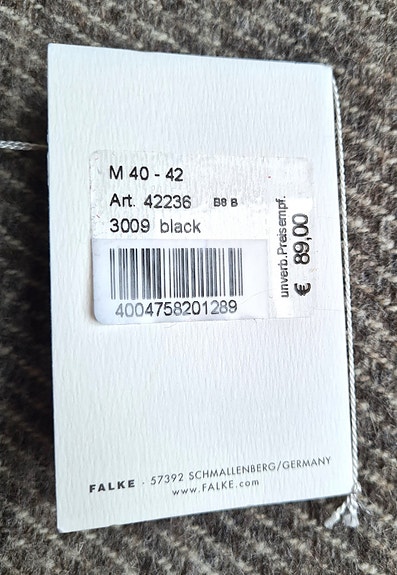 M 40 - 42
Art. 42236 B8 B
3009 black
4004758201289
unverb.Preisempf.
€ 89,00
FALKE · 57392 SCHMALLENBERG/GERMANY
www.FALKE.com